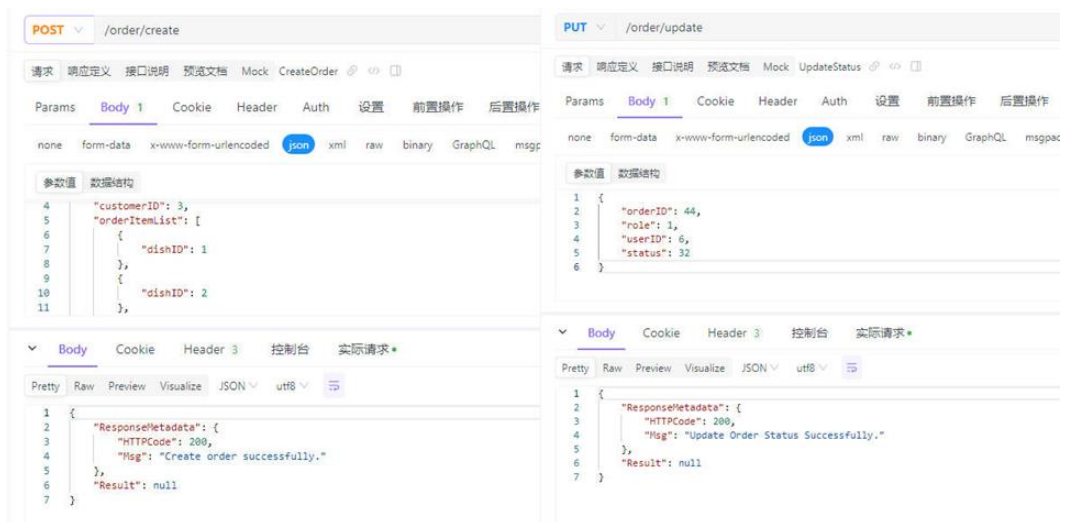 POST /order/create
请求 响应定义 接口说明 预览文档 Mock CreateOrder
Params Body 1 Cookie Header Auth 设置 前置操作 后置操作
none form-data x-www-form-urlencoded json xml raw binary GraphQL msgp
参数值 数据结构
4 "customerID": 3,
5 "orderItemList": [
6 {
7 "dishID": 1
8 },
9 {
10 "dishID": 2
11 },
Body Cookie Header 3 控制台 实际请求
Pretty Raw Preview Visualize JSON utf8
1 {
2 "ResponseMetadata": {
3 "HTTPCode": 200,
4 "Msg": "Create order successfully."
5 },
6 "Result": null
7 }
PUT /order/update
请求 响应定义 接口说明 预览文档 Mock UpdateStatus
Params Body 1 Cookie Header Auth 设置 前置操作 后置操作
none form-data x-www-form-urlencoded json xml raw binary GraphQL msgpac
参数值 数据结构
1 {
2 "orderID": 44,
3 "role": 1,
4 "userID": 6,
5 "status": 32
6 }
Body Cookie Header 3 控制台 实际请求
Pretty Raw Preview Visualize JSON utf8
1 {
2 "ResponseMetadata": {
3 "HTTPCode": 200,
4 "Msg": "Update Order Status Successfully."
5 },
6 "Result": null
7 }